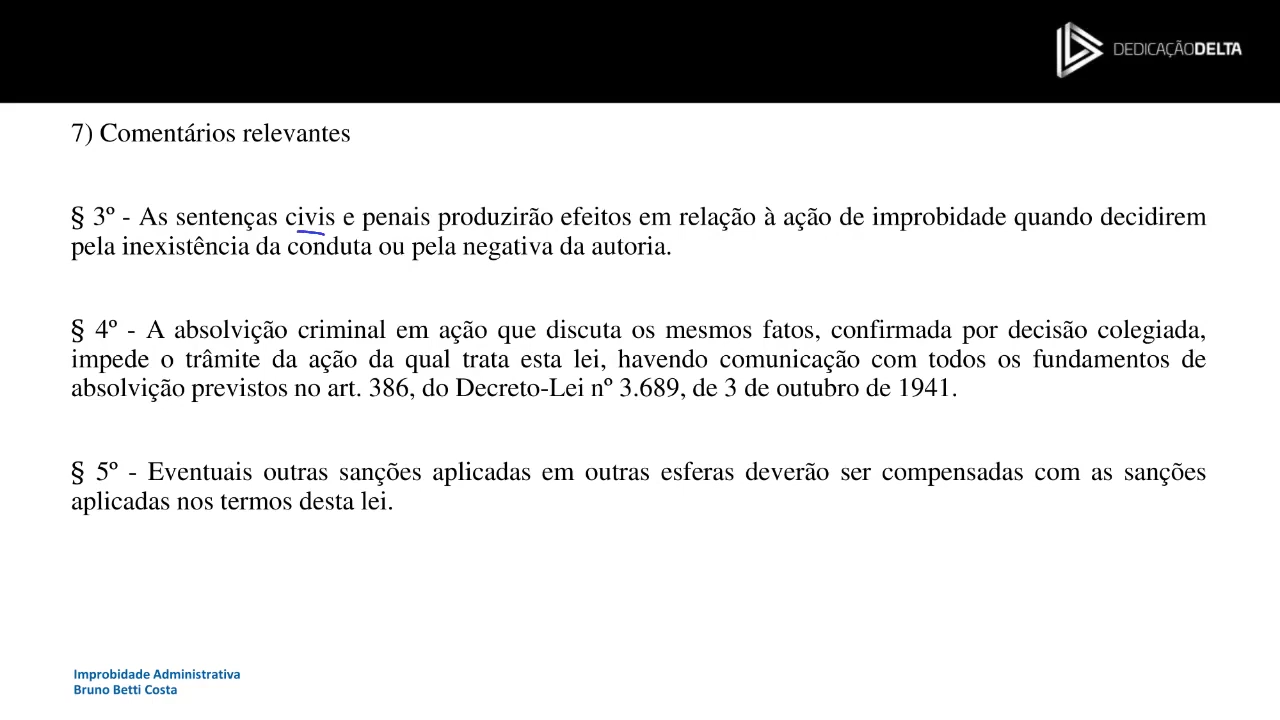 DEDICAÇÃODELTA
7) Comentários relevantes
§ 3º - As sentenças civis e penais produzirão efeitos em relação à ação de improbidade quando decidirem
pela inexistência da conduta ou pela negativa da autoria.
§ 4º - A absolvição criminal em ação que discuta os mesmos fatos, confirmada por decisão colegiada,
impede o trâmite da ação da qual trata esta lei, havendo comunicação com todos os fundamentos de
absolvição previstos no art. 386, do Decreto-Lei nº 3.689, de 3 de outubro de 1941.
§ 5º - Eventuais outras sanções aplicadas em outras esferas deverão ser compensadas com as sanções
aplicadas nos termos desta lei.
Improbidade Administrativa
Bruno Betti Costa